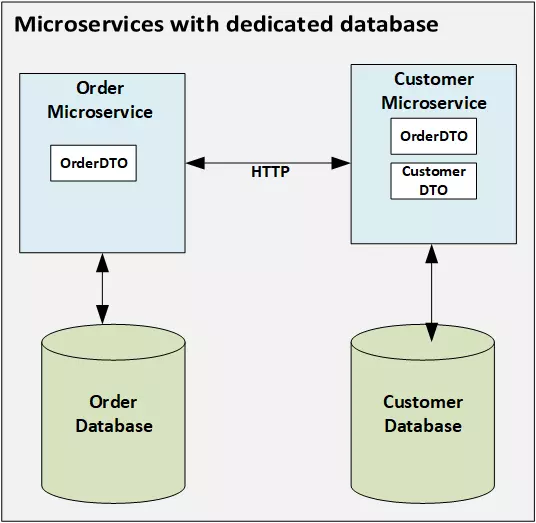 Microservices with dedicated database
Order
Microservice
OrderDTO
HTTP
Customer
Microservice
OrderDTO
Customer
DTO
Order
Database
Customer
Database